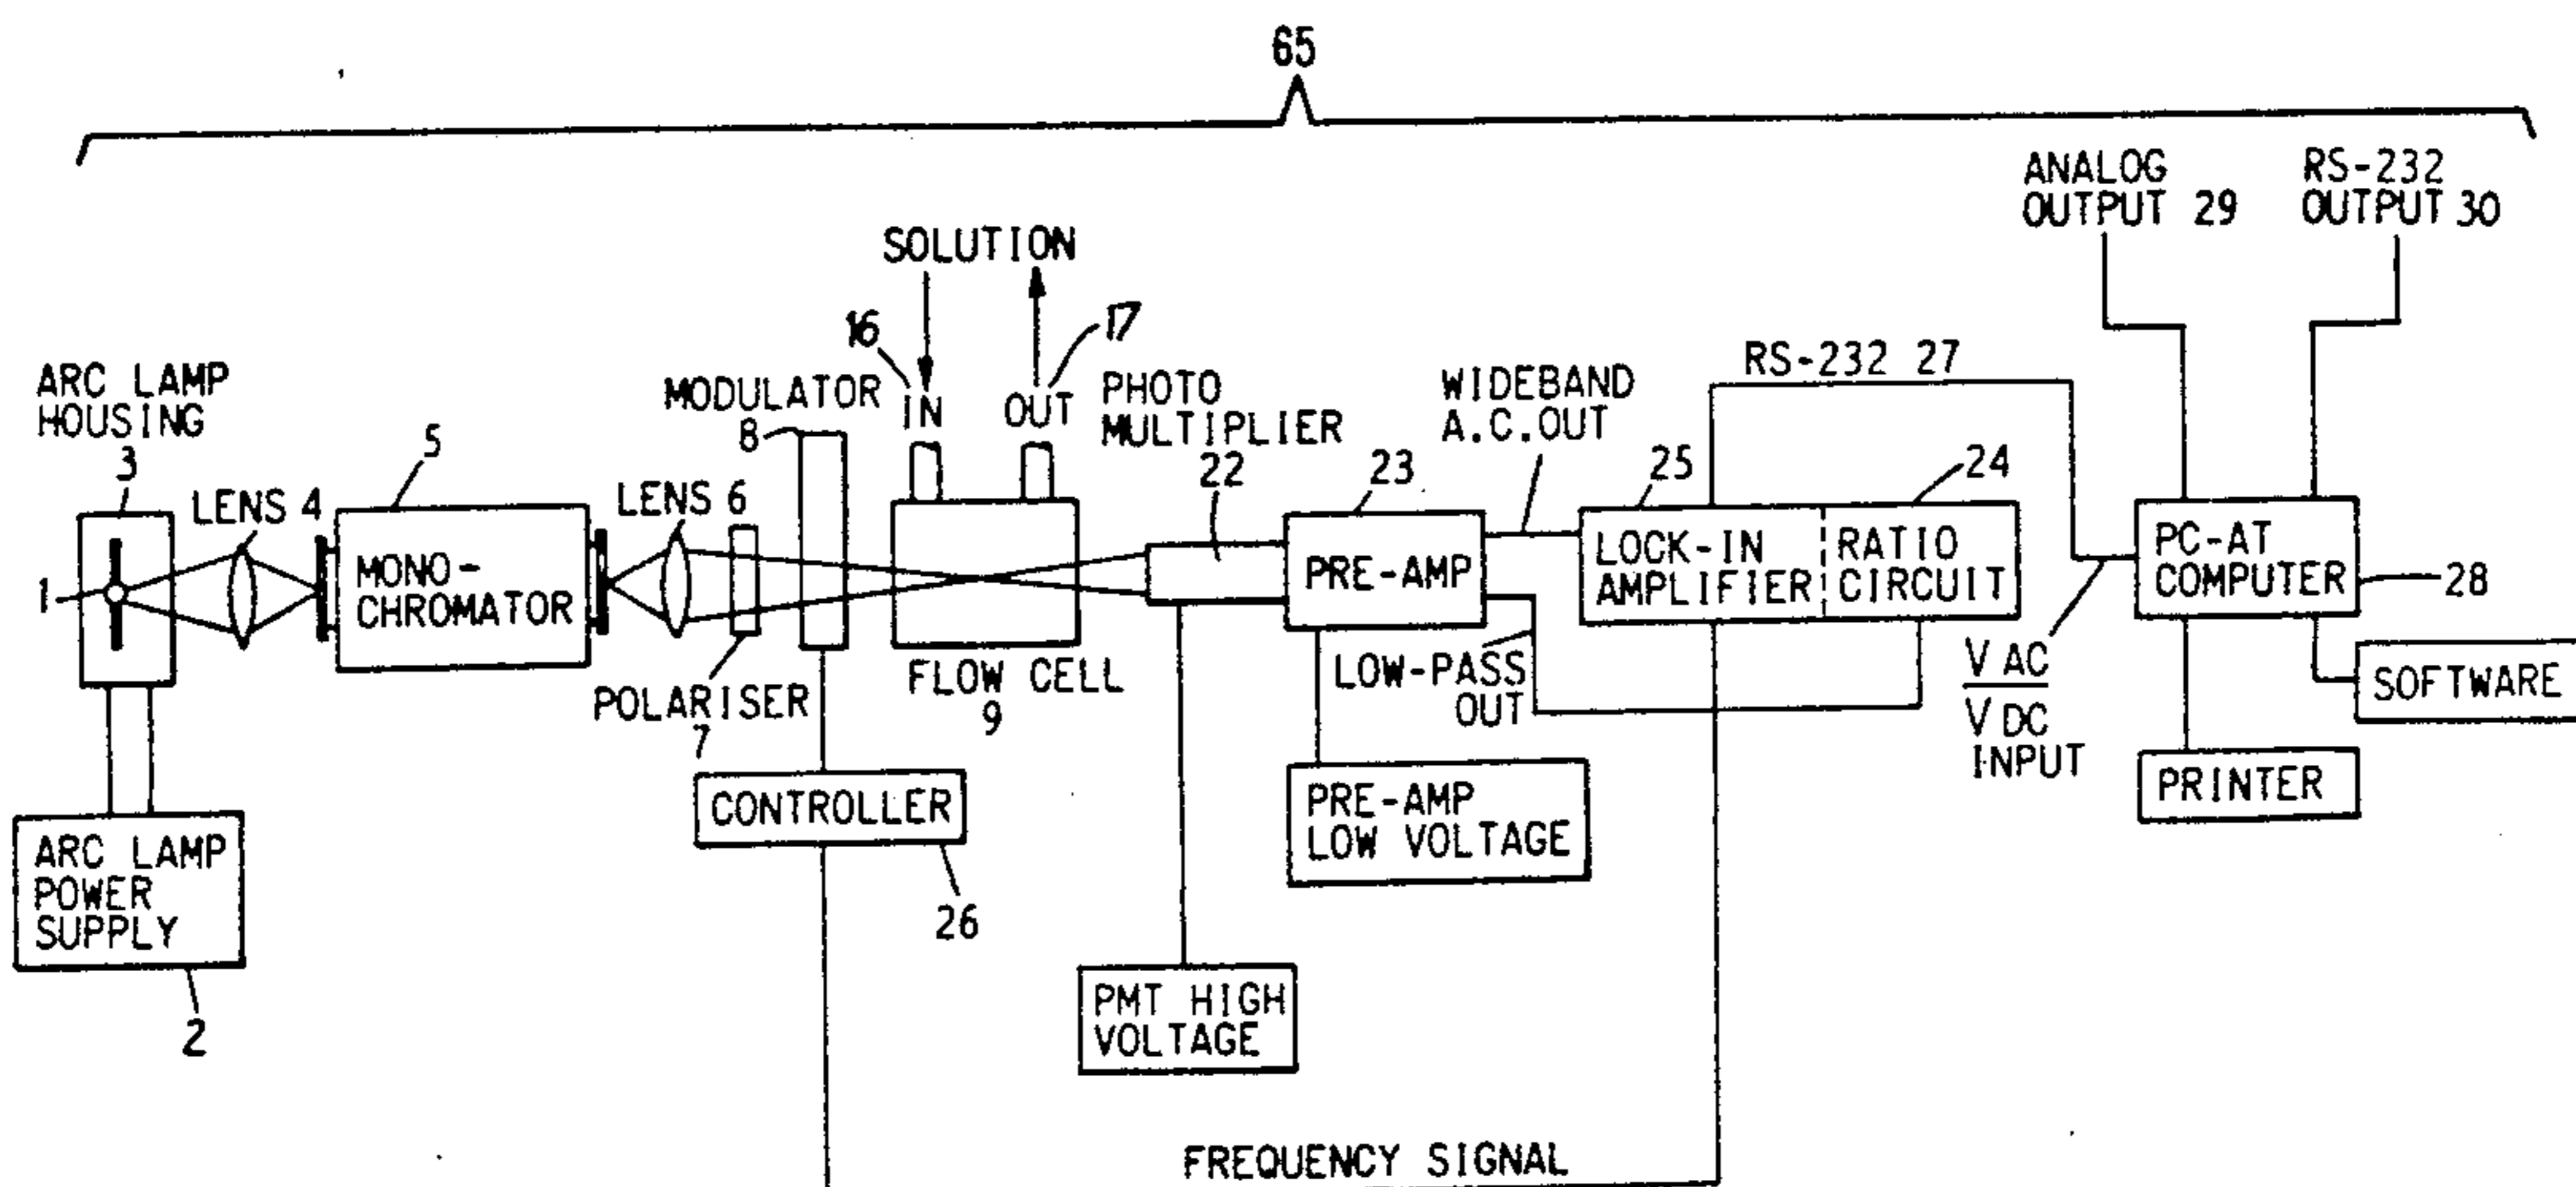 65
ANALOG
OUTPUT 29
RS-232
OUTPUT 30
SOLUTION
16
17
IN
OUT
ARC LAMP
HOUSING
3
LENS 4
5
LENS 6
MODULATOR
8
PHOTO
MULTIPLIER
22
23
WIDEBAND
A.C.OUT
RS-232 27
25
24
1
MONO-
CHROMATOR
PRE-AMP
LOCK-IN
AMPLIFIER
RATIO
CIRCUIT
PC-AT
COMPUTER
28
POLARISER
7
FLOW CELL
9
LOW-PASS
OUT
V AC
V DC
INPUT
SOFTWARE
PRINTER
CONTROLLER
26
PRE-AMP
LOW VOLTAGE
ARC LAMP
POWER
SUPPLY
2
PMT HIGH
VOLTAGE
FREQUENCY SIGNAL